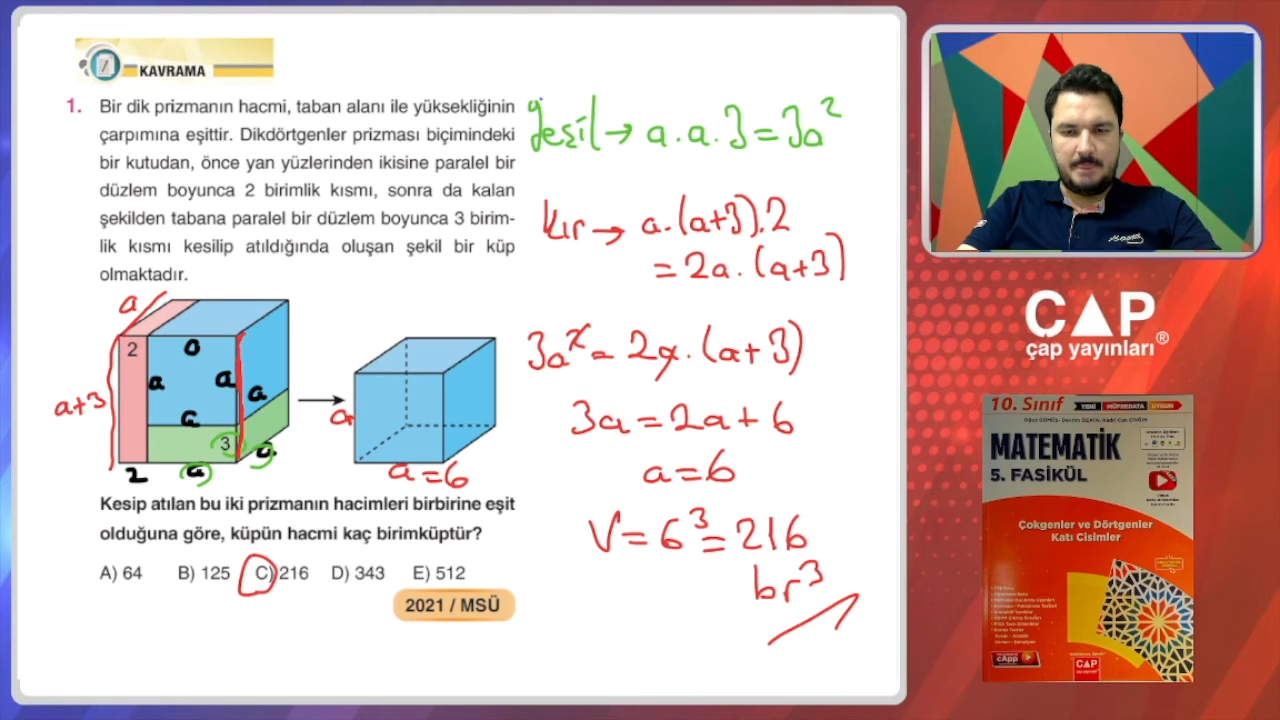 KAVRAMA
1. Bir dik prizmanın hacmi, taban alanı ile yüksekliğinin
çarpımına eşittir. Dikdörtgenler prizması biçimindeki
bir kutudan, önce yan yüzlerinden ikisine paralel bir
düzlem boyunca 2 birimlik kısmı, sonra da kalan
şekilden tabana paralel bir düzlem boyunca 3 birim-
lik kısmı kesilip atıldığında oluşan şekil bir küp
olmaktadır.
a
2
a
a
a
a
a+3
a
3
2
a
a
a
a=6
Kesip atılan bu iki prizmanın hacimleri birbirine eşit
olduğuna göre, küpün hacmi kaç birimküptür?
A) 64 B) 125 C) 216 D) 343 E) 512
2021 / MSÜ
yeşil → a.a.3=3a²
kır → a.(a+3).2
=2a.(a+3)
3a²=2a.(a+3)
3a=2a+6
a=6
V=6³=216
br³
ÇAP
çap yayınları®
10. Sınıf
YENİ
MATEMATİK
5. FASİKÜL
Çokgenler ve Dörtgenler
Katı Cisimler
cApp
ÇAP